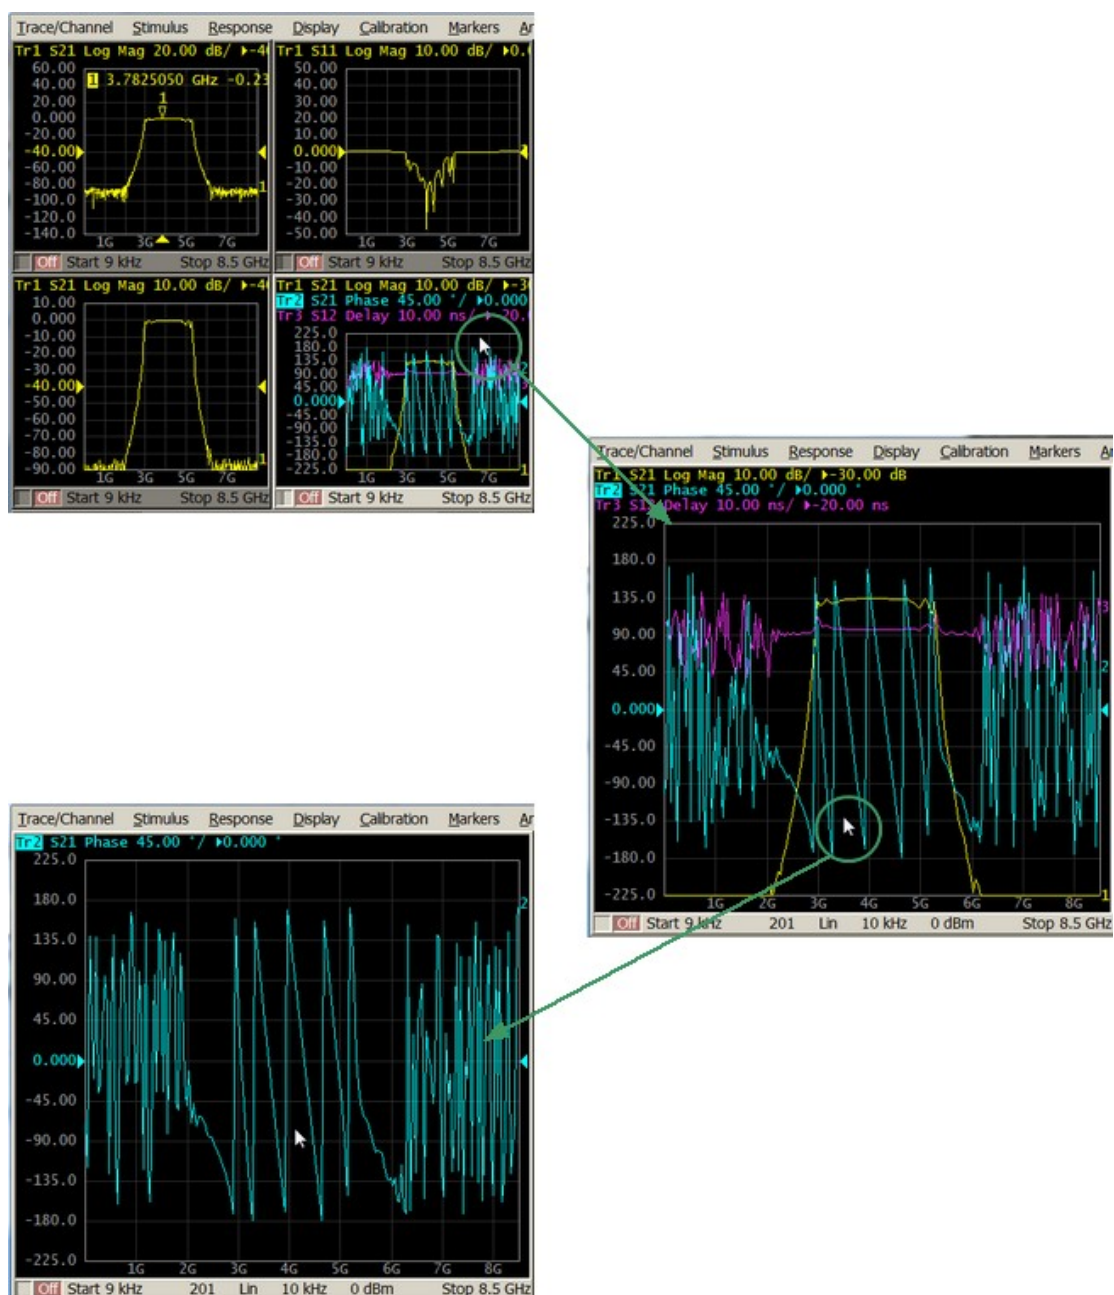 Trace/Channel Stimulus Response Display Calibration Markers
Tr1 S21 Log Mag 20.00 dB/
60.00
40.00
20.00
0.000
-20.00
-40.00
-60.00
-80.00
-100.0
-120.0
-140.0
1 3.7825050 GHz -0.23
1
1
1G 3G 5G 7G
Off Start 9 kHz Stop 8.5 GHz
Tr1 S11 Log Mag 10.00 dB/
50.00
40.00
30.00
20.00
10.00
0.000
-10.00
-20.00
-30.00
-40.00
-50.00
1G 3G 5G 7G
Off Start 9 kHz Stop 8.5 GHz
Tr1 S21 Log Mag 10.00 dB/
10.00
0.000
-10.00
-20.00
-30.00
-40.00
-50.00
-60.00
-70.00
-80.00
-90.00
1
1G 3G 5G 7G
Off Start 9 kHz Stop 8.5 GHz
Tr1 S21 Log Mag 10.00 dB/
Tr2 S21 Phase 45.00 °/ 0.000
Tr3 S12 Delay 10.00 ns/
225.0
180.0
135.0
90.00
45.00
0.000
-45.00
-90.00
-135.0
-180.0
-225.0
2
1
1G 3G 5G 7G
Off Start 9 kHz Stop 8.5 GHz
Trace/Channel Stimulus Response Display Calibration Markers
Tr1 S21 Log Mag 10.00 dB/ -30.00 dB
Tr2 S21 Phase 45.00 °/ 0.000 °
Tr3 S12 Delay 10.00 ns/ -20.00 ns
225.0
180.0
135.0
90.00
45.00
0.000
-45.00
-90.00
-135.0
-180.0
-225.0
3
2
1
1G 2G 3G 4G 5G 6G 7G 8G
Off Start 9 kHz 201 Lin 10 kHz 0 dBm Stop 8.5 GHz
Trace/Channel Stimulus Response Display Calibration Markers
Tr2 S21 Phase 45.00 °/ 0.000 °
225.0
180.0
135.0
90.00
45.00
0.000
-45.00
-90.00
-135.0
-180.0
-225.0
2
1G 2G 3G 4G 5G 6G 7G 8G
Off Start 9 kHz 201 Lin 10 kHz 0 dBm Stop 8.5 GHz